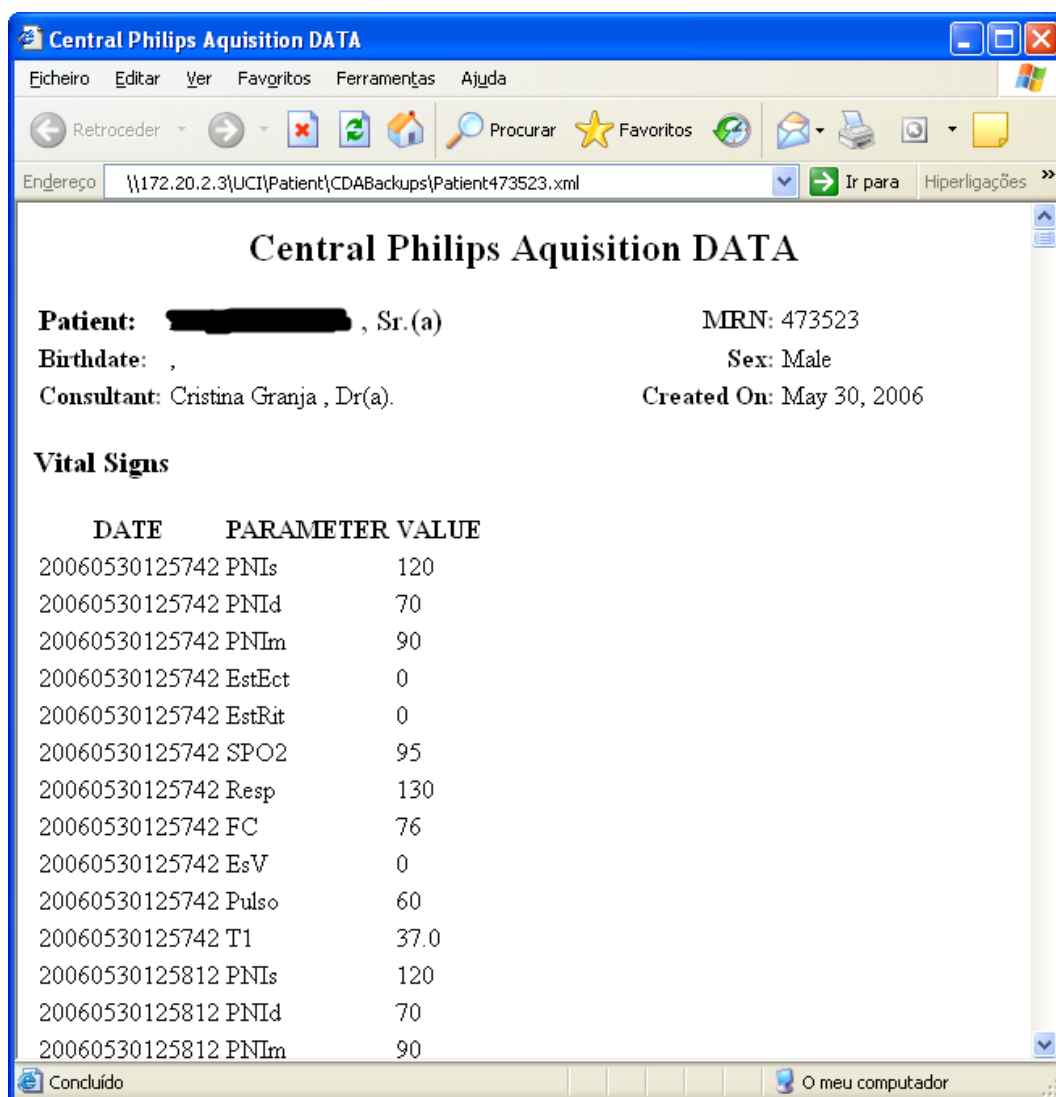 Central Philips Aquisition DATA
Ficheiro Editar Ver Favoritos Ferramentas Ajuda
Retroceder Procurar Favoritos
Endereço \\172.20.2.3\UCI\Patient\CDABackups\Patient473523.xml Ir para Hiperligações »
Central Philips Aquisition DATA
Patient: , Sr.(a) MRN: 473523
Birthdate: , Sex: Male
Consultant: Cristina Granja , Dr(a). Created On: May 30, 2006
Vital Signs
DATE PARAMETER VALUE
20060530125742 PNIs 120
20060530125742 PNId 70
20060530125742 PNIm 90
20060530125742 EstEct 0
20060530125742 EstRit 0
20060530125742 SPO2 95
20060530125742 Resp 130
20060530125742 FC 76
20060530125742 EsV 0
20060530125742 Pulso 60
20060530125742 T1 37.0
20060530125812 PNIs 120
20060530125812 PNId 70
20060530125812 PNIm 90
Concluído O meu computador